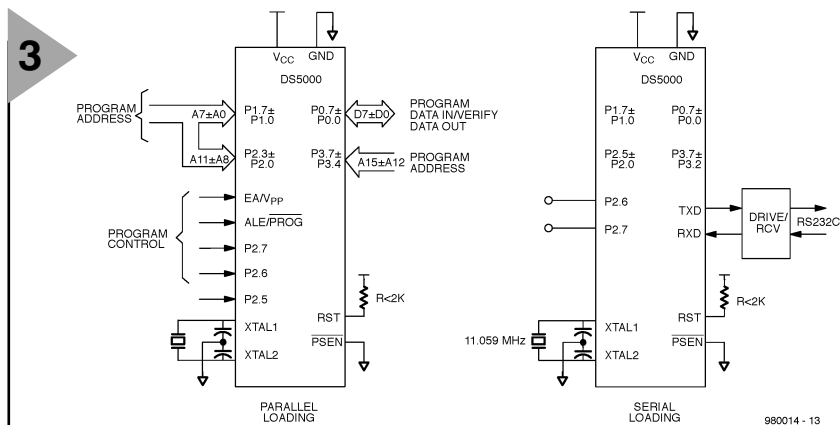 3
VCC GND
DS5000
PROGRAM
ADDRESS
A7±A0
P1.7±
P1.0
P0.7±
P0.0
D7±D0
PROGRAM
DATA IN/VERIFY
DATA OUT
A11±A8
P2.3±
P2.0
P3.7±
P3.4
A15±A12
PROGRAM
ADDRESS
PROGRAM
CONTROL
EA/VPP
ALE/PROG
P2.7
P2.6
P2.5
RST
R<2K
XTAL1
XTAL2
PSEN
PARALLEL
LOADING
VCC GND
DS5000
P1.7±
P1.0
P0.7±
P0.0
P2.5±
P2.0
P3.7±
P3.2
P2.6
P2.7
TXD
RXD
DRIVE/
RCV
RS232C
RST
R<2K
11.059 MHz
XTAL1
XTAL2
PSEN
SERIAL
LOADING
980014 - 13